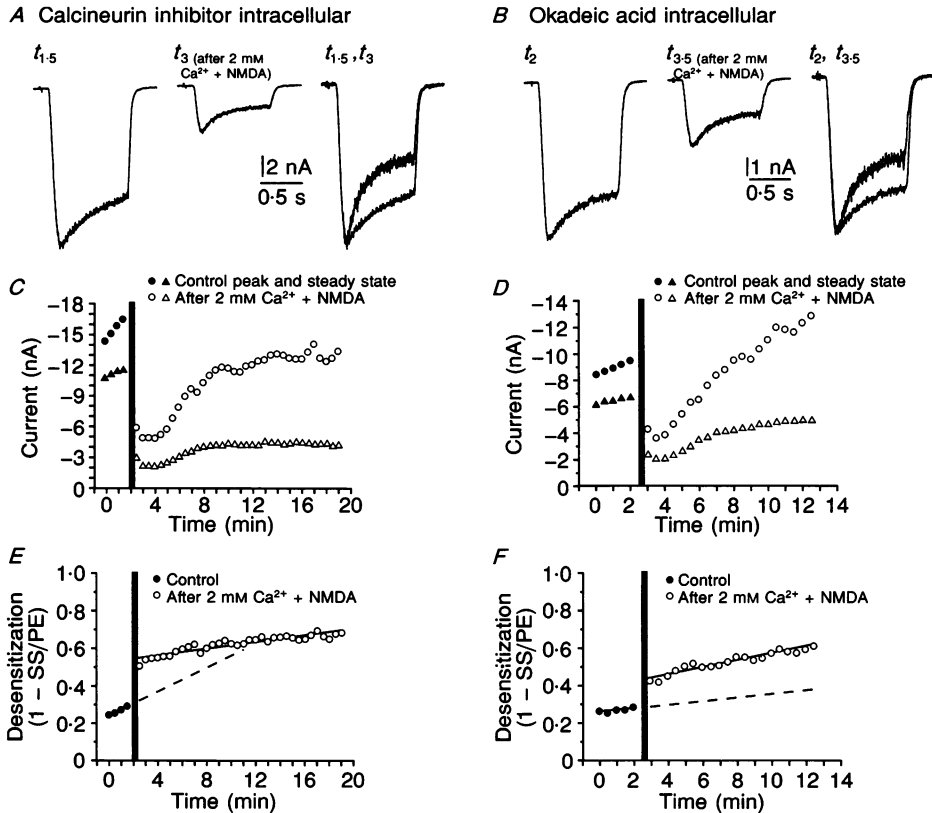 A Calcineurin inhibitor intracellular
t1·5
t3 (after 2 mM Ca2+ + NMDA)
t1·5, t3
2 nA
0·5 s
B Okadeic acid intracellular
t2
t3·5 (after 2 mM Ca2+ + NMDA)
t2, t3·5
1 nA
0·5 s
C
● ▲ Control peak and steady state
○ △ After 2 mM Ca2+ + NMDA
Current (nA)
−18
−15
−12
−9
−6
−3
0
0 4 8 12 16 20
Time (min)
D
● ▲ Control peak and steady state
○ △ After 2 mM Ca2+ + NMDA
Current (nA)
−14
−12
−10
−8
−6
−4
−2
0
0 2 4 6 8 10 12 14
Time (min)
E
● Control
○ After 2 mM Ca2+ + NMDA
Desensitization
(1 − SS/PE)
1·0
0·8
0·6
0·4
0·2
0
0 4 8 12 16 20
Time (min)
F
● Control
○ After 2 mM Ca2+ + NMDA
Desensitization
(1 − SS/PE)
1·0
0·8
0·6
0·4
0·2
0
0 2 4 6 8 10 12 14
Time (min)